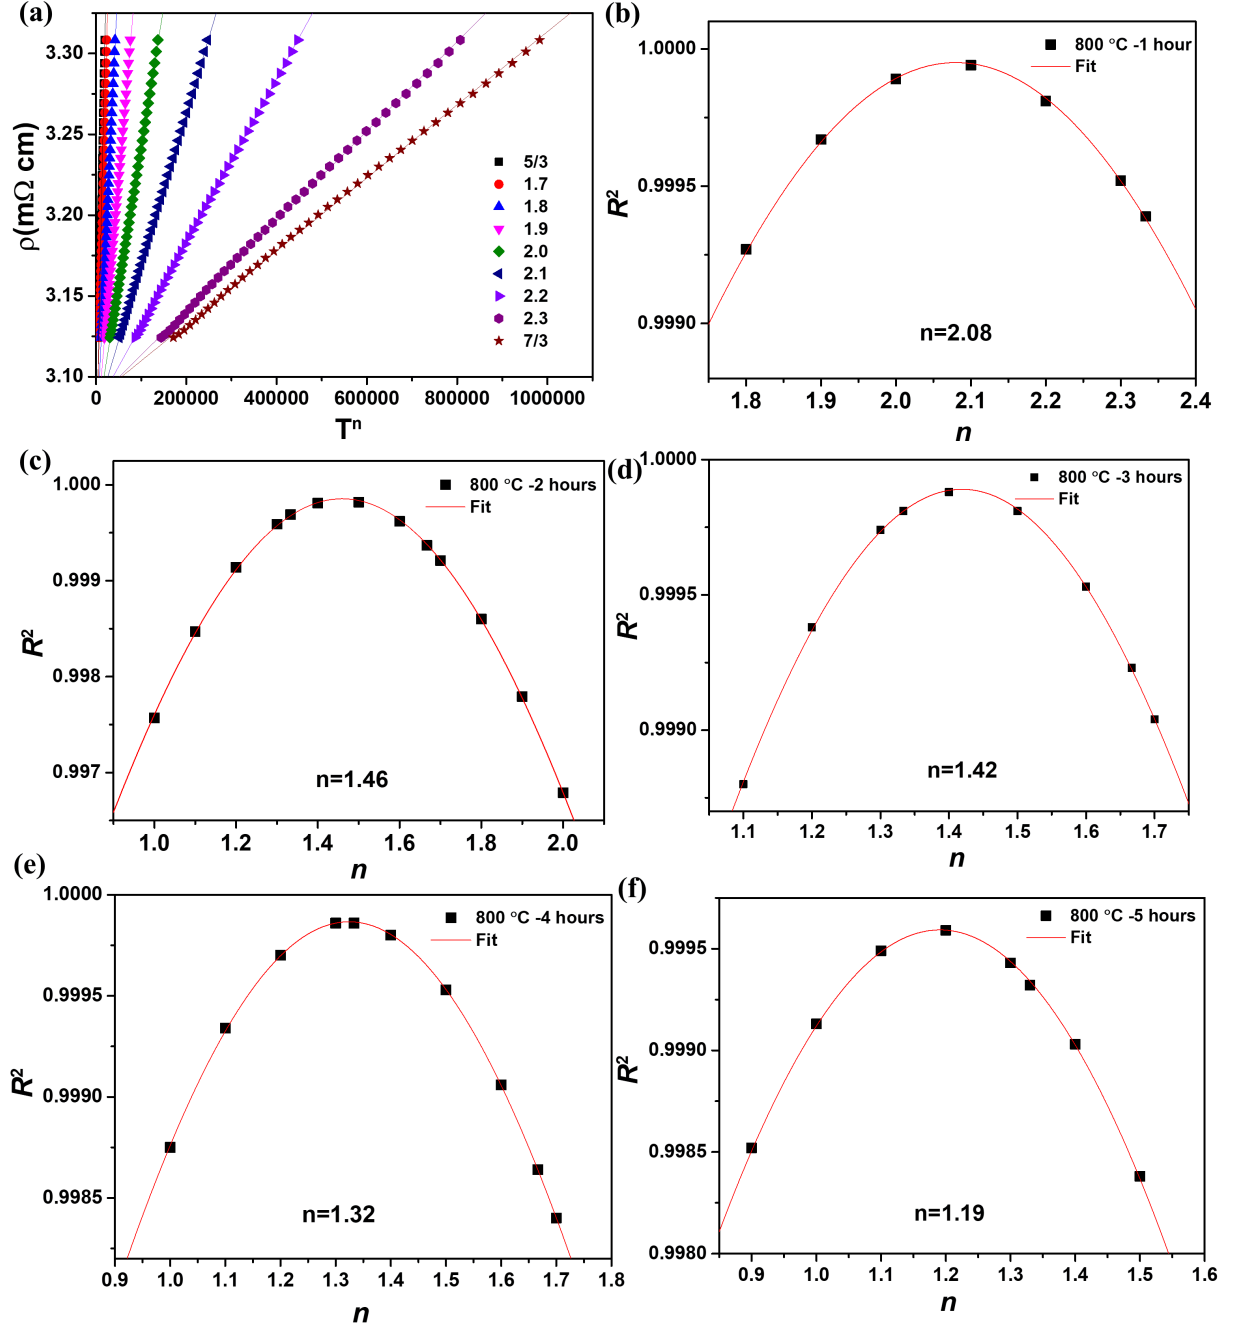 (a)
3.30
3.25
3.20
3.15
3.10
ρ(mΩ cm)
5/3
1.7
1.8
1.9
2.0
2.1
2.2
2.3
7/3
0 200000 400000 600000 800000 1000000
Tⁿ
(b)
1.0000
0.9995
0.9990
R²
800 °C -1 hour
Fit
n=2.08
1.8 1.9 2.0 2.1 2.2 2.3 2.4
n
(c)
1.000
0.999
0.998
0.997
R²
800 °C -2 hours
Fit
n=1.46
1.0 1.2 1.4 1.6 1.8 2.0
n
(d)
1.0000
0.9995
0.9990
R²
800 °C -3 hours
Fit
n=1.42
1.1 1.2 1.3 1.4 1.5 1.6 1.7
n
(e)
1.0000
0.9995
0.9990
0.9985
R²
800 °C -4 hours
Fit
n=1.32
0.9 1.0 1.1 1.2 1.3 1.4 1.5 1.6 1.7 1.8
n
(f)
0.9995
0.9990
0.9985
0.9980
R²
800 °C -5 hours
Fit
n=1.19
0.9 1.0 1.1 1.2 1.3 1.4 1.5 1.6
n